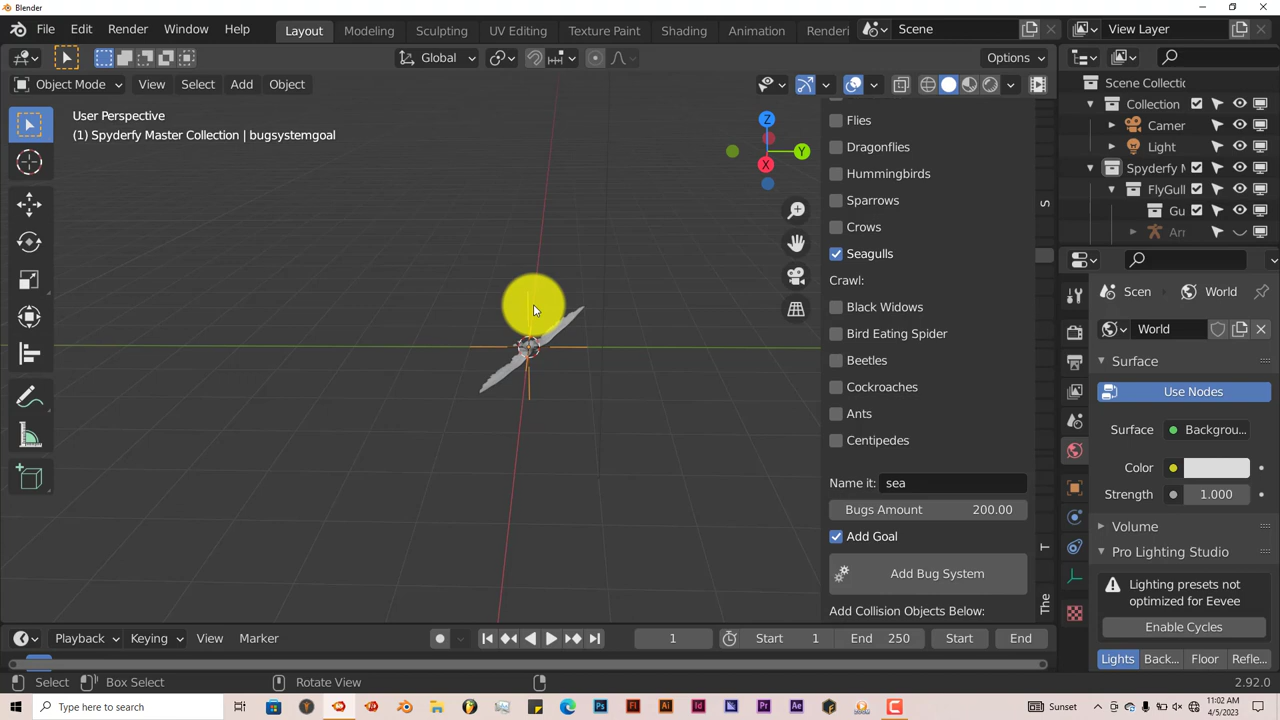 Blender
File Edit Render Window Help Layout Modeling Sculpting UV Editing Texture Paint Shading Animation Renderi Scene View Layer
Global Options
Object Mode View Select Add Object
User Perspective
(1) Spyderfy Master Collection | bugsystemgoal
Z
Y
X
Flies
Dragonflies
Hummingbirds
Sparrows
Crows
Seagulls
Crawl:
Black Widows
Bird Eating Spider
Beetles
Cockroaches
Ants
Centipedes
Name it: sea
Bugs Amount 200.00
Add Goal
Add Bug System
Add Collision Objects Below:
S
T
The
Scene Collectio
Collection
Camer
Light
Spyderfy M
FlyGull
Gu
Arr
Scen World
World
Surface
Use Nodes
Surface Backgrou...
Color
Strength 1.000
Volume
Pro Lighting Studio
Lighting presets not
optimized for Eevee
Enable Cycles
Lights Back... Floor Refle...
Playback Keying View Marker 1 Start 1 End 250 Start End
Select Box Select Rotate View 2.92.0
Type here to search Sunset 11:02 AM
4/5/2023